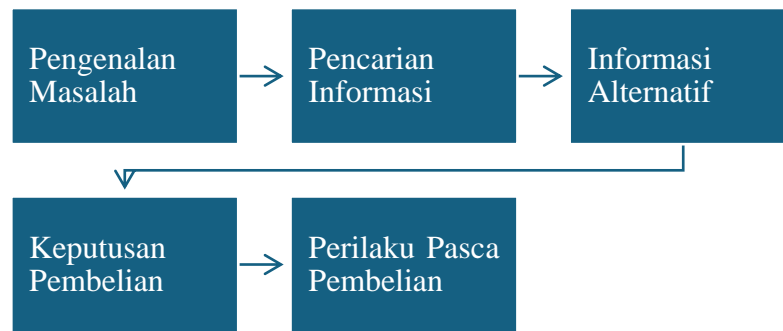 Pengenalan
Masalah
Pencarian
Informasi
Informasi
Alternatif
Keputusan
Pembelian
Perilaku Pasca
Pembelian